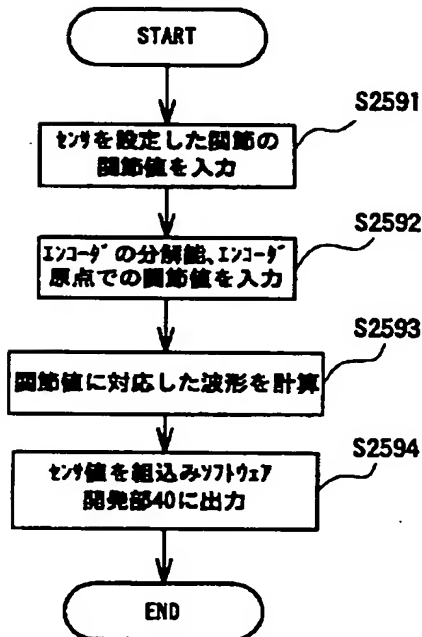 START
S2591
ｾﾝｻを設定した関節の
関節値を入力
S2592
ｴﾝｺｰﾀﾞの分解能､ｴﾝｺｰﾀﾞ
原点での関節値を入力
S2593
関節値に対応した波形を計算
S2594
ｾﾝｻ値を組込みｿﾌﾄｳｪｱ
開発部40に出力
END